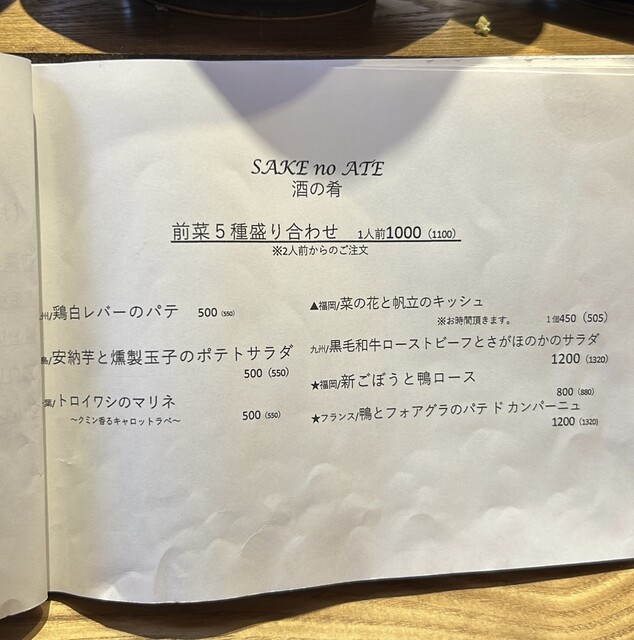 SAKE no ATE
酒の肴
前菜5種盛り合わせ 1人前1000 (1100)
※2人前からのご注文
州/鶏白レバーのパテ 500 (550)
島/安納芋と燻製玉子のポテトサラダ
500 (550)
葉/トロイワシのマリネ
〜クミン香るキャロットラペ〜 500 (550)
▲福岡/菜の花と帆立のキッシュ
※お時間頂きます。 1個450 (505)
九州/黒毛和牛ローストビーフとさがほのかのサラダ
1200 (1320)
★福岡/新ごぼうと鴨ロース
800 (880)
★フランス/鴨とフォアグラのパテ ド カンパーニュ
1200 (1320)